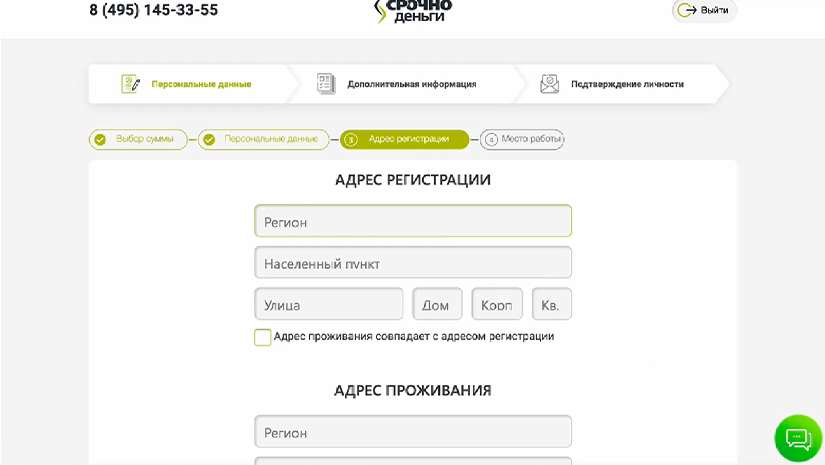 8 (495) 145-33-55
СРОЧНО
ДЕНЬГИ
Выйти
Персональные данные
Дополнительная информация
Подтверждение личности
Выбор суммы
Персональные данные
3 Адрес регистрации
4 Место работы
АДРЕС РЕГИСТРАЦИИ
Регион
Населенный пункт
Улица Дом Корп Кв.
Адрес проживания совпадает с адресом регистрации
АДРЕС ПРОЖИВАНИЯ
Регион